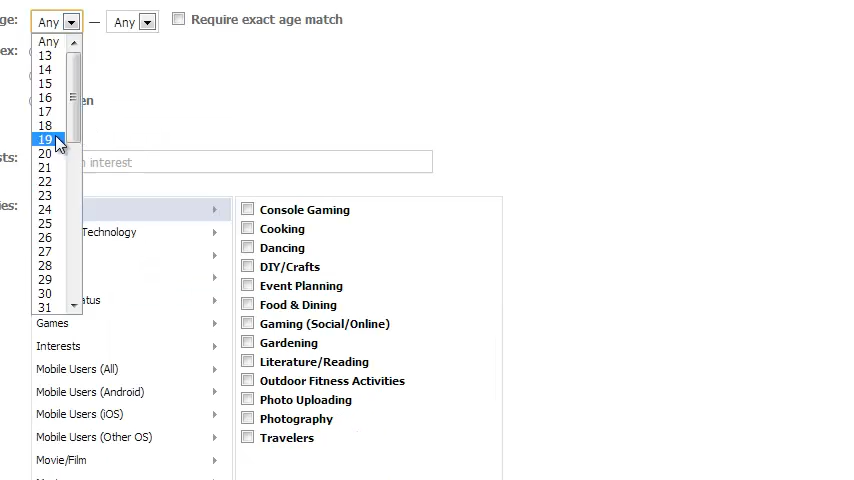 ge: Any — Any Require exact age match
Any
13
ex:
14
15
16
en
17
18
19
20
sts: n interest
21
22
23
24
ies:
25
26
27
28
29
30
31
Technology
atus
Games
Interests
Mobile Users (All)
Mobile Users (Android)
Mobile Users (iOS)
Mobile Users (Other OS)
Movie/Film
Console Gaming
Cooking
Dancing
DIY/Crafts
Event Planning
Food & Dining
Gaming (Social/Online)
Gardening
Literature/Reading
Outdoor Fitness Activities
Photo Uploading
Photography
Travelers